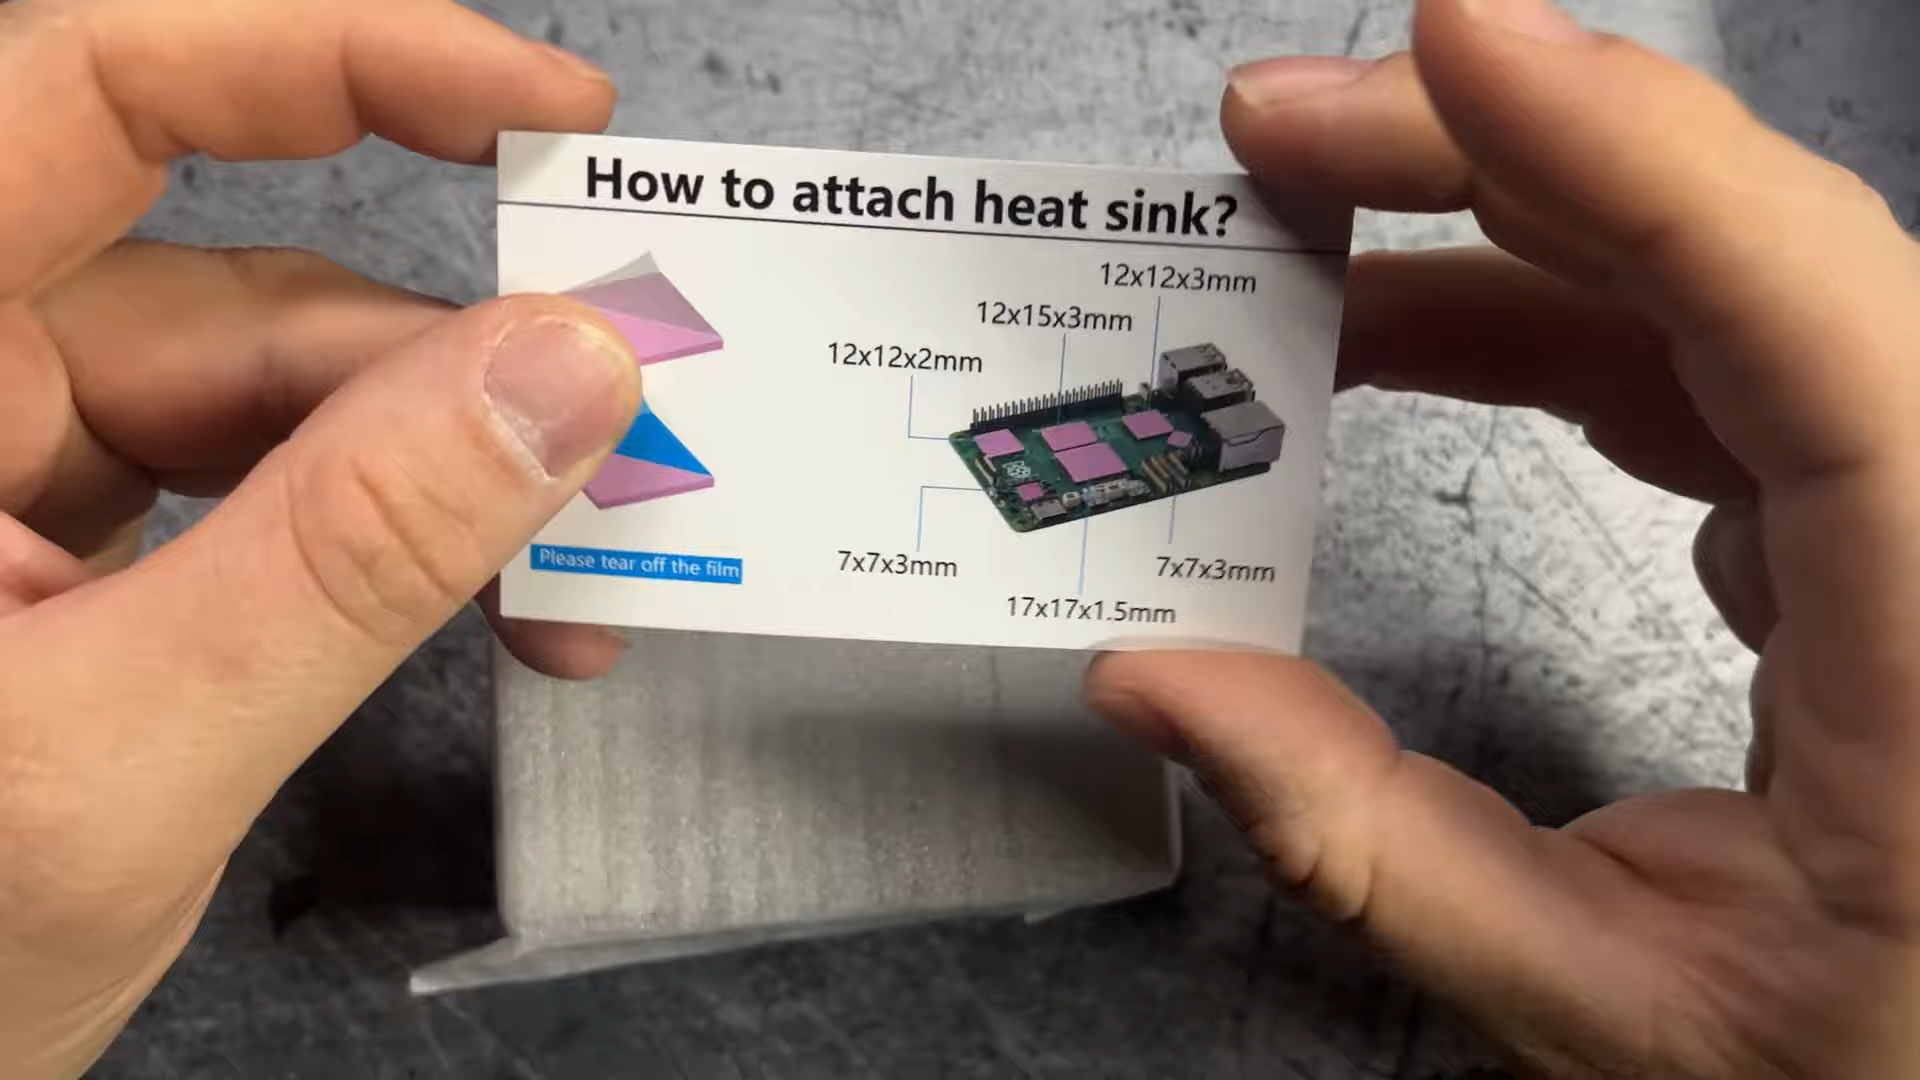 How to attach heat sink?
12x12x3mm
12x15x3mm
12x12x2mm
7x7x3mm
7x7x3mm
17x17x1.5mm
Please tear off the film